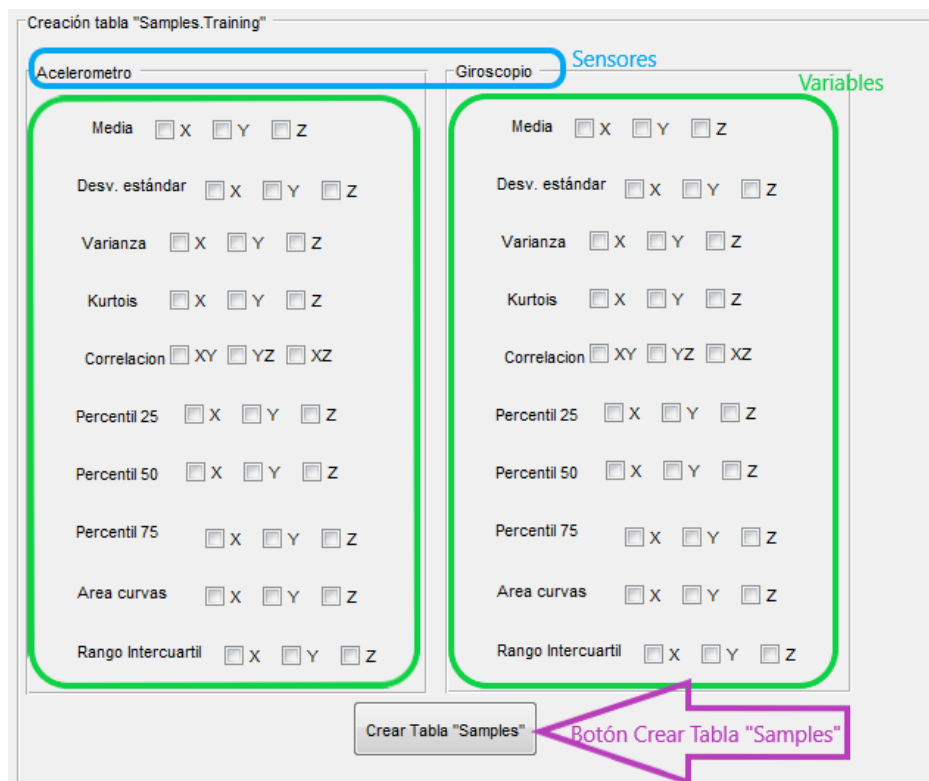 Creación tabla "Samples.Training"
Sensores
Acelerometro
Giroscopio
Variables
Media X Y Z
Desv. estándar X Y Z
Varianza X Y Z
Kurtois X Y Z
Correlacion XY YZ XZ
Percentil 25 X Y Z
Percentil 50 X Y Z
Percentil 75 X Y Z
Area curvas X Y Z
Rango Intercuartil X Y Z
Media X Y Z
Desv. estándar X Y Z
Varianza X Y Z
Kurtois X Y Z
Correlacion XY YZ XZ
Percentil 25 X Y Z
Percentil 50 X Y Z
Percentil 75 X Y Z
Area curvas X Y Z
Rango Intercuartil X Y Z
Crear Tabla "Samples"
Botón Crear Tabla "Samples"